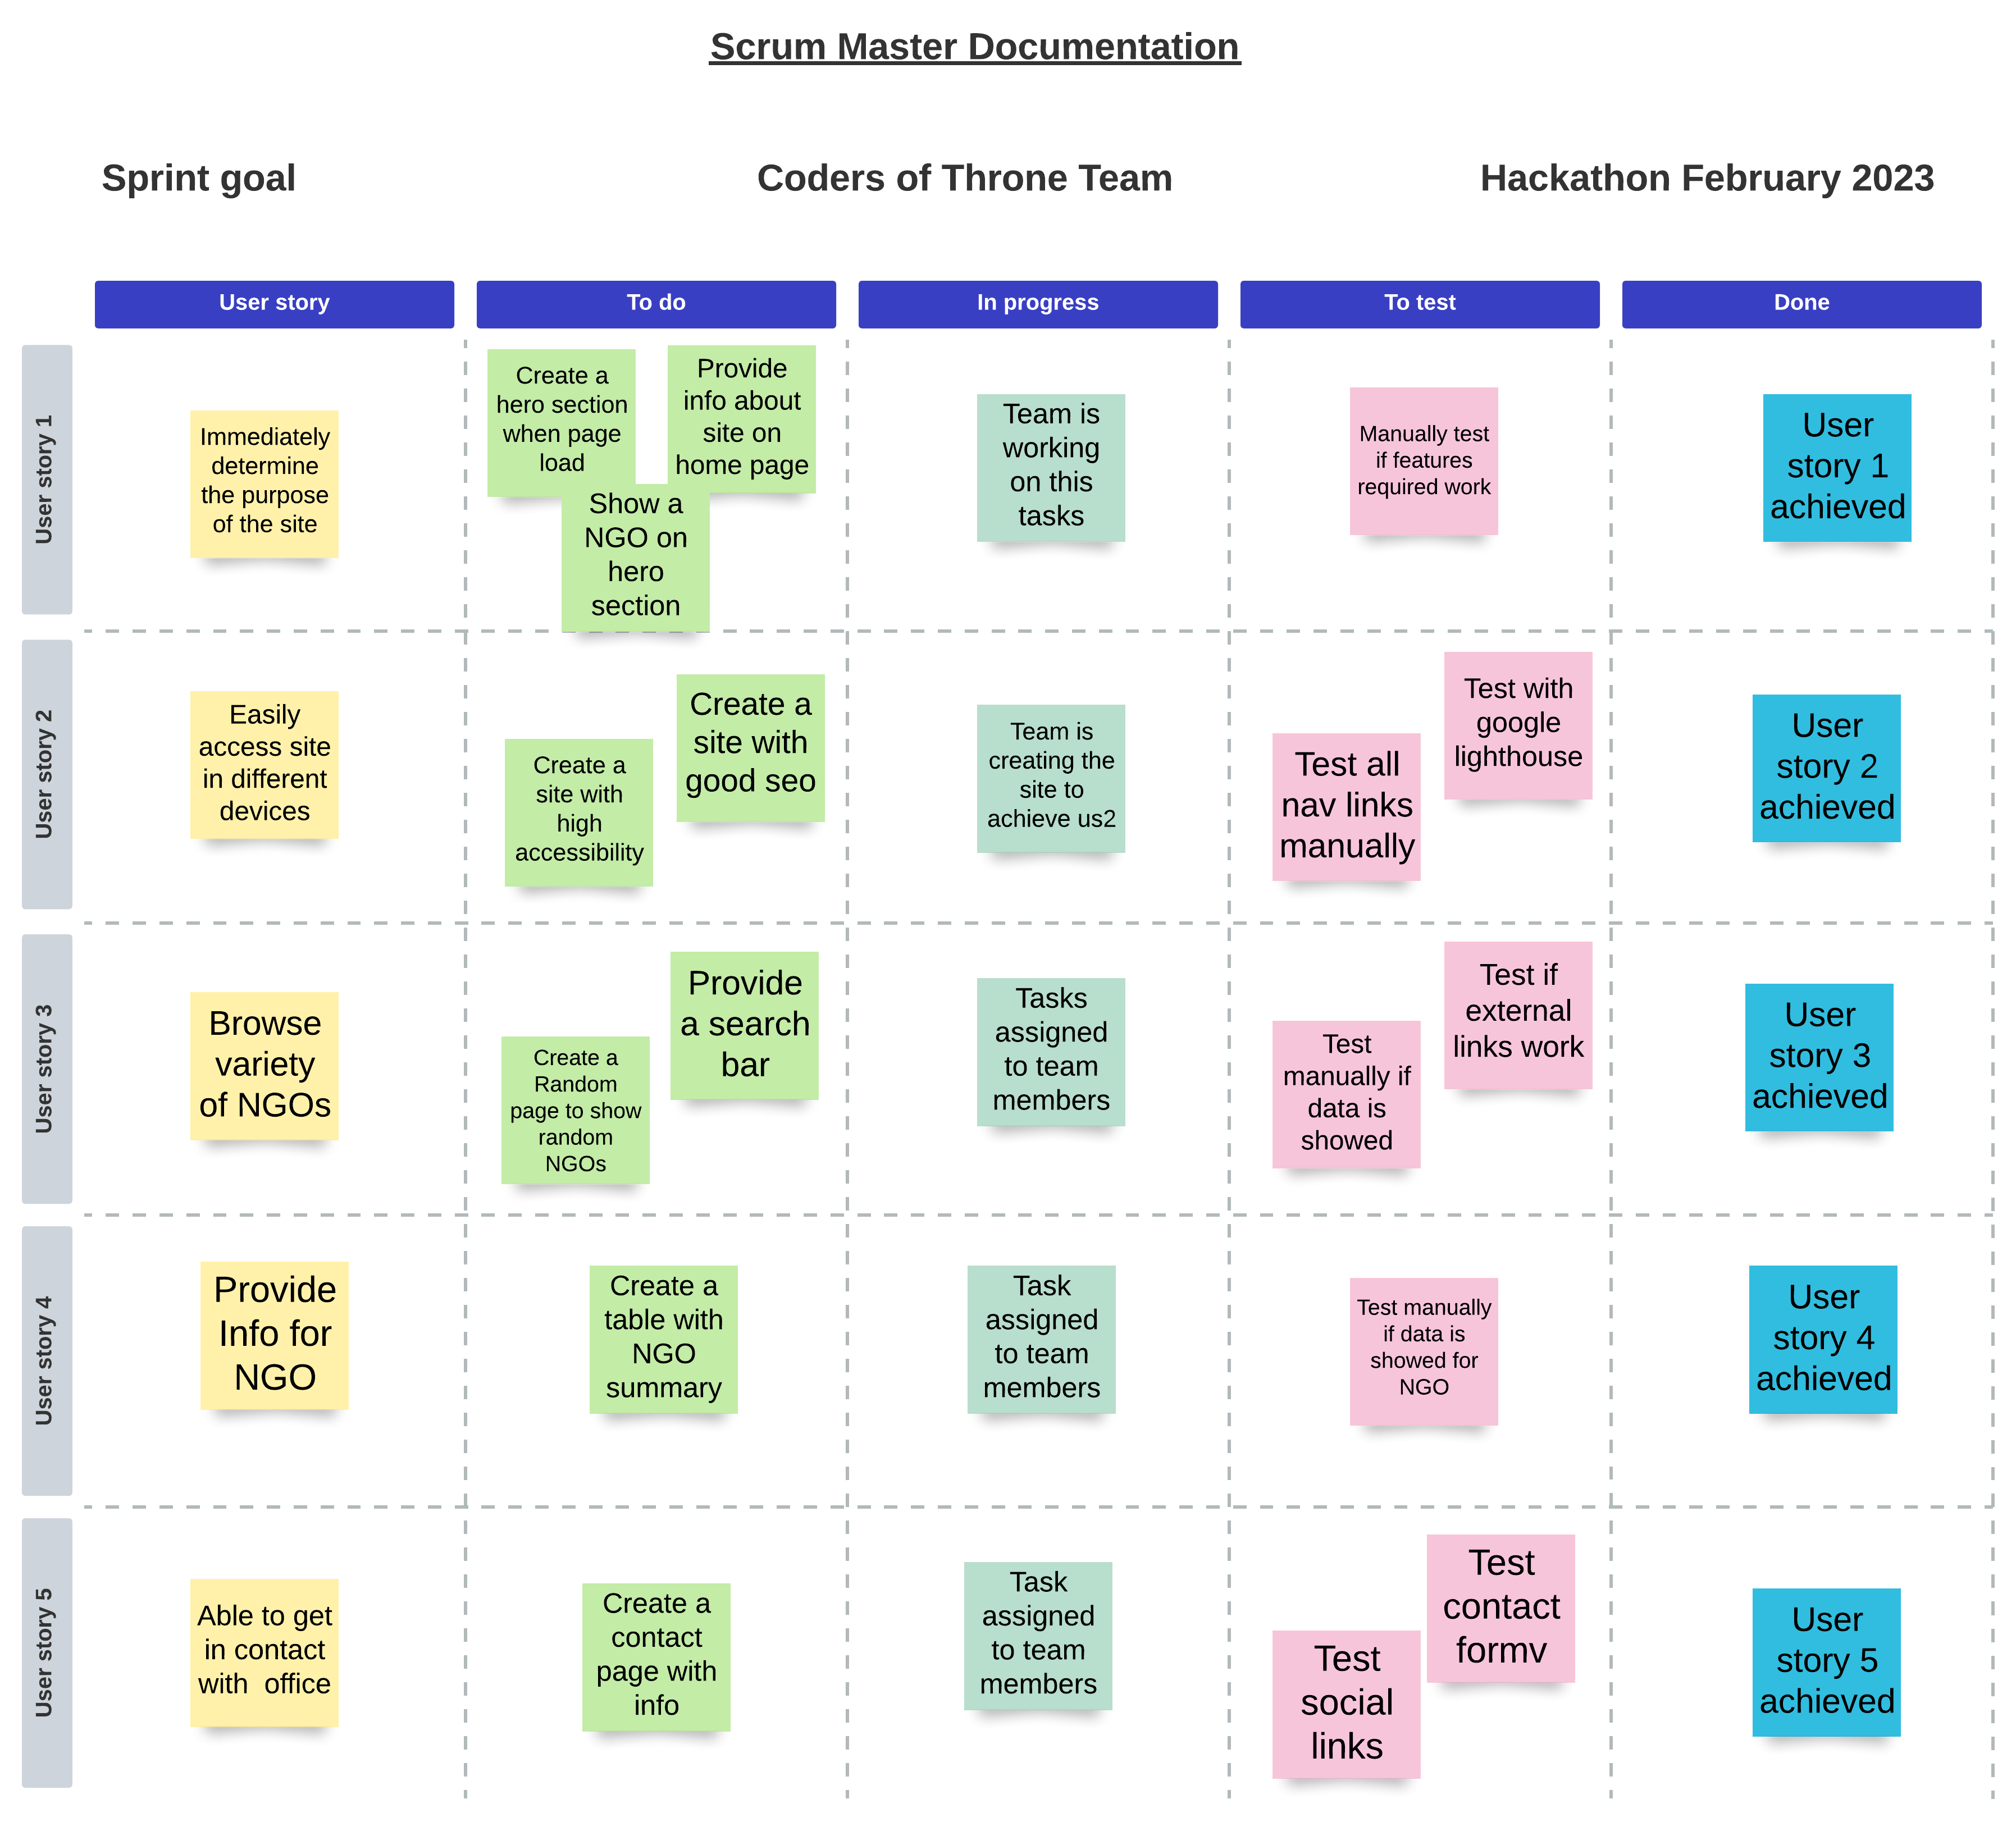 Scrum Master Documentation
Sprint goal
Coders of Throne Team
Hackathon February 2023
User story
To do
In progress
To test
Done
User story 1
Immediately
determine
the purpose
of the site
Create a
hero section
when page
load
Provide
info about
site on
home page
Show a
NGO on
hero
section
Team is
working
on this
tasks
Manually test
if features
required work
User
story 1
achieved
User story 2
Easily
access site
in different
devices
Create a
site with
high
accessibility
Create a
site with
good seo
Team is
creating the
site to
achieve us2
Test all
nav links
manually
Test with
google
lighthouse
User
story 2
achieved
User story 3
Browse
variety
of NGOs
Create a
Random
page to show
random
NGOs
Provide
a search
bar
Tasks
assigned
to team
members
Test
manually if
data is
showed
Test if
external
links work
User
story 3
achieved
User story 4
Provide
Info for
NGO
Create a
table with
NGO
summary
Task
assigned
to team
members
Test manually
if data is
showed for
NGO
User
story 4
achieved
User story 5
Able to get
in contact
with  office
Create a
contact
page with
info
Task
assigned
to team
members
Test
social
links
Test
contact
formv
User
story 5
achieved